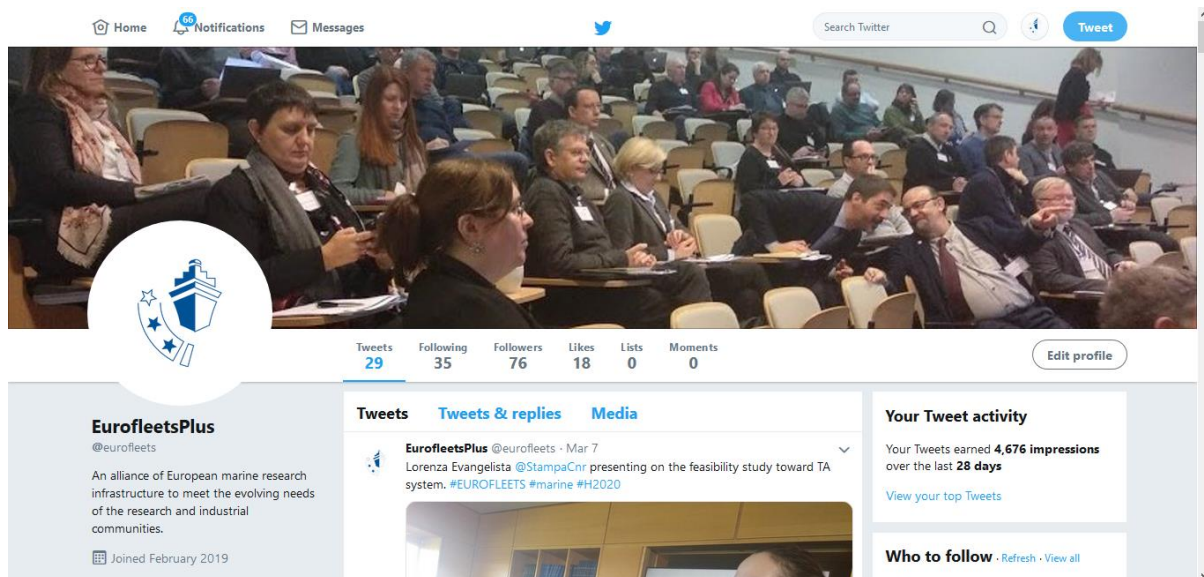 Home
66
Notifications
Messages
Search Twitter
Tweet
Tweets
29
Following
35
Followers
76
Likes
18
Lists
0
Moments
0
Edit profile
EurofleetsPlus
@eurofleets
An alliance of European marine research
infrastructure to meet the evolving needs
of the research and industrial
communities.
Joined February 2019
Tweets Tweets & replies Media
EurofleetsPlus @eurofleets · Mar 7
Lorenza Evangelista @StampaCnr presenting on the feasibility study toward TA
system. #EUROFLEETS #marine #H2020
Your Tweet activity
Your Tweets earned 4,676 impressions
over the last 28 days
View your top Tweets
Who to follow · Refresh · View all